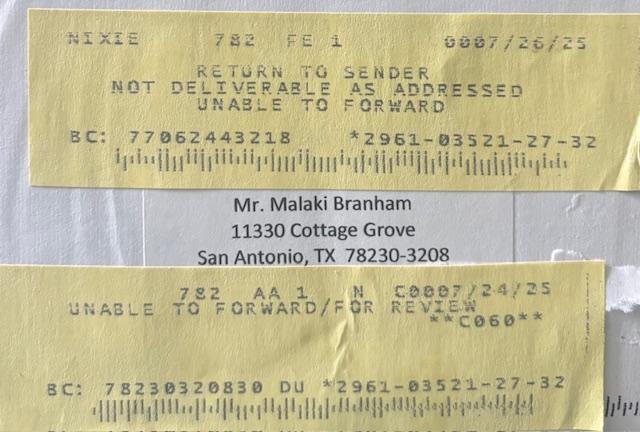 NIXIE 782 FE 1 0007/26/25
RETURN TO SENDER
NOT DELIVERABLE AS ADDRESSED
UNABLE TO FORWARD
BC: 77062443218 *2961-03521-27-32
Mr. Malaki Branham
11330 Cottage Grove
San Antonio, TX 78230-3208
782 AA 1 N C0007/24/25
UNABLE TO FORWARD/FOR REVIEW
**C060**
BC: 78230320830 DU *2961-03521-27-32